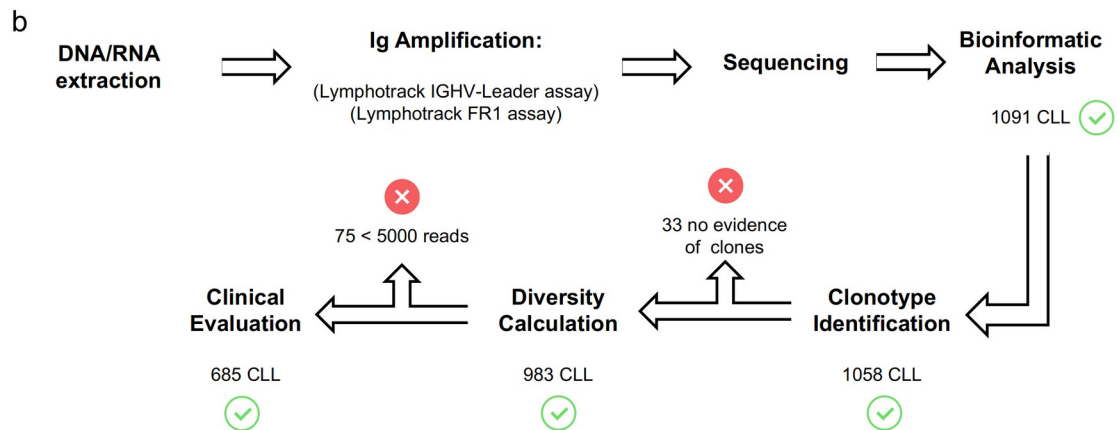 b
DNA/RNA
extraction
Ig Amplification:
(Lymphotrack IGHV-Leader assay)
(Lymphotrack FR1 assay)
Sequencing
Bioinformatic
Analysis
1091 CLL
33 no evidence
of clones
75 < 5000 reads
Clonotype
Identification
1058 CLL
Diversity
Calculation
983 CLL
Clinical
Evaluation
685 CLL